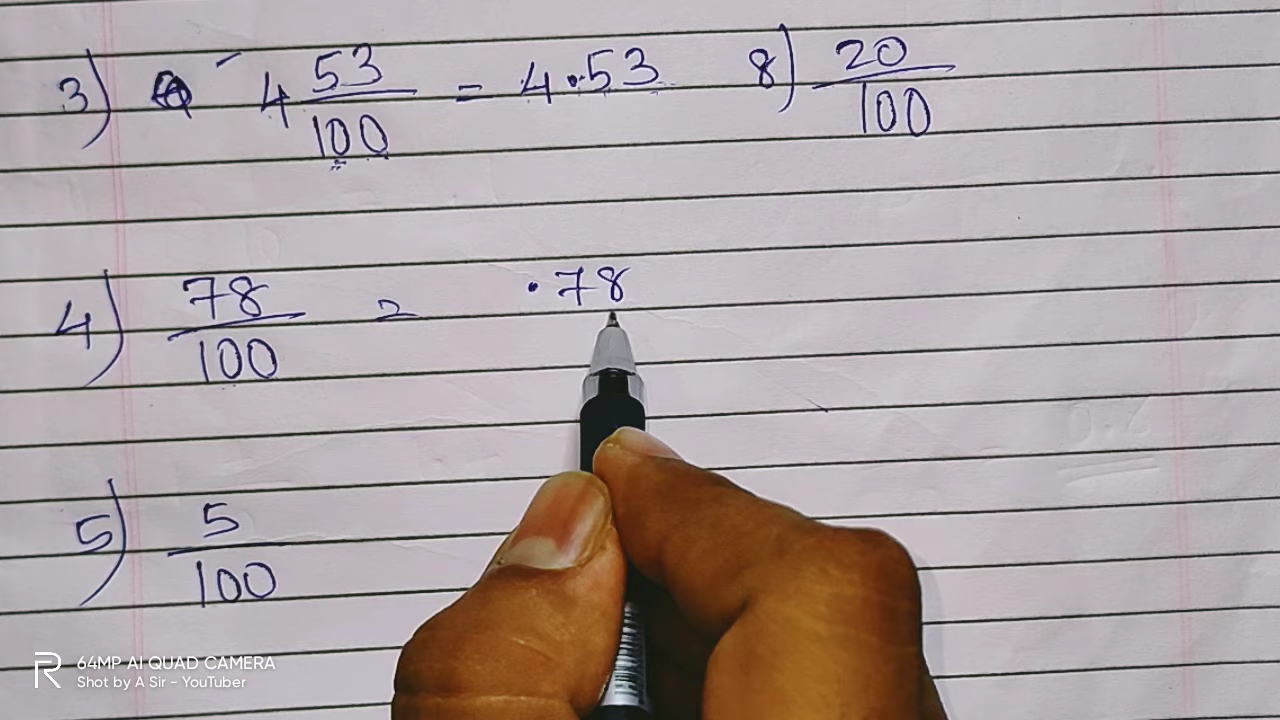 3) 4 53/100 = 4.53 8) 20/100
4) 78/100 = .78
5) 5/100
64MP AI QUAD CAMERA
Shot by A Sir - YouTuber